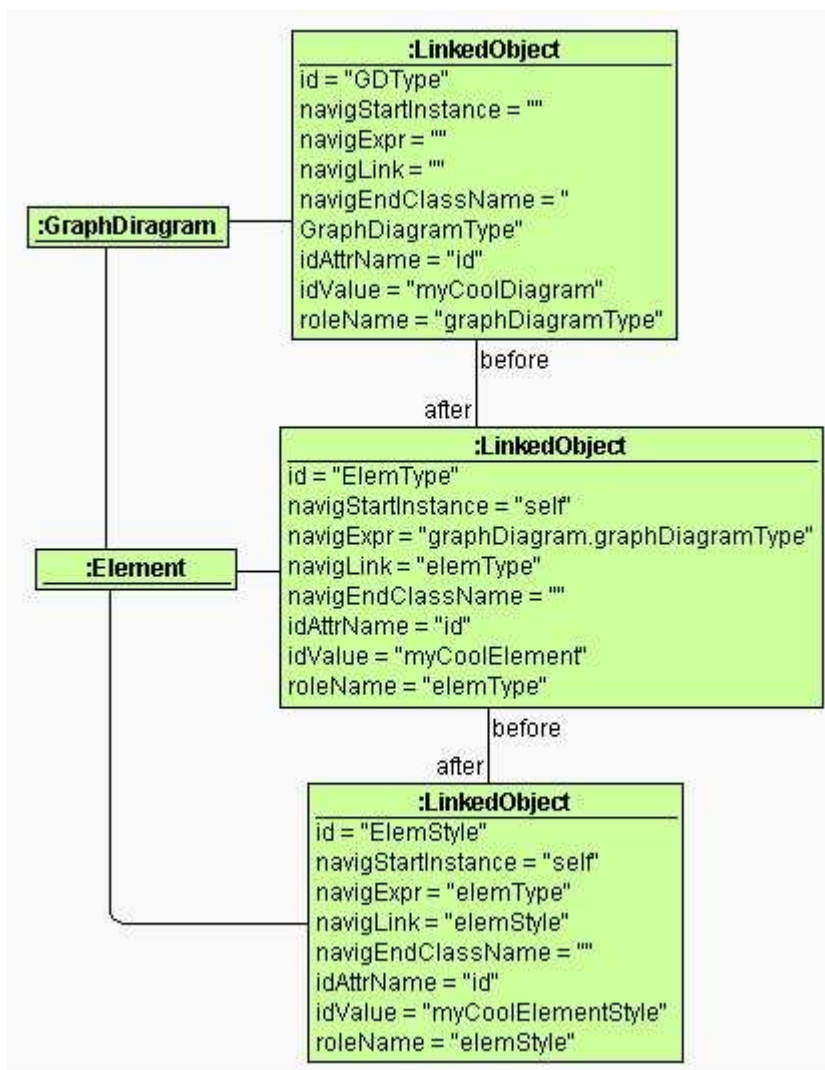 :LinkedObject
id = "GDType"
navigStartInstance = ""
navigExpr = ""
navigLink = ""
navigEndClassName = "
GraphDiagramType"
idAttrName = "id"
idValue = "myCoolDiagram"
roleName = "graphDiagramType"
:GraphDiragram
before
after
:LinkedObject
id = "ElemType"
navigStartInstance = "self"
navigExpr = "graphDiagram.graphDiagramType"
navigLink = "elemType"
navigEndClassName = ""
idAttrName = "id"
idValue = "myCoolElement"
roleName = "elemType"
:Element
before
after
:LinkedObject
id = "ElemStyle"
navigStartInstance = "self"
navigExpr = "elemType"
navigLink = "elemStyle"
navigEndClassName = ""
idAttrName = "id"
idValue = "myCoolElementStyle"
roleName = "elemStyle"